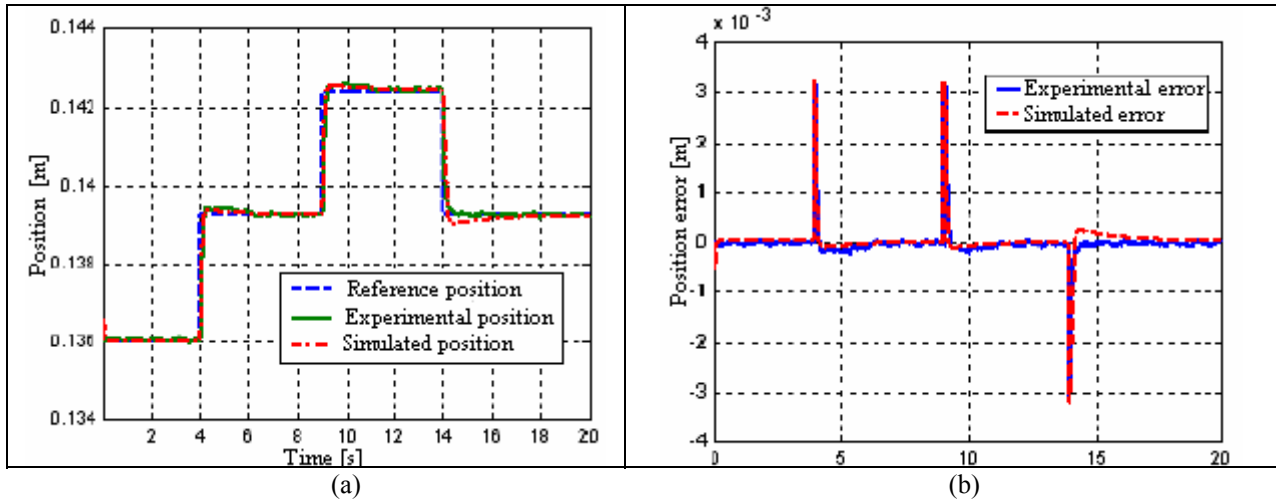 0.144
0.142
0.14
0.138
0.136
0.134
Position [m]
Reference position
Experimental position
Simulated position
2 4 6 8 10 12 14 16 18 20
Time [s]
(a)
x 10 -3
4
3
2
1
0
-1
-2
-3
-4
Position error [m]
Experimental error
Simulated error
0 5 10 15 20
(b)